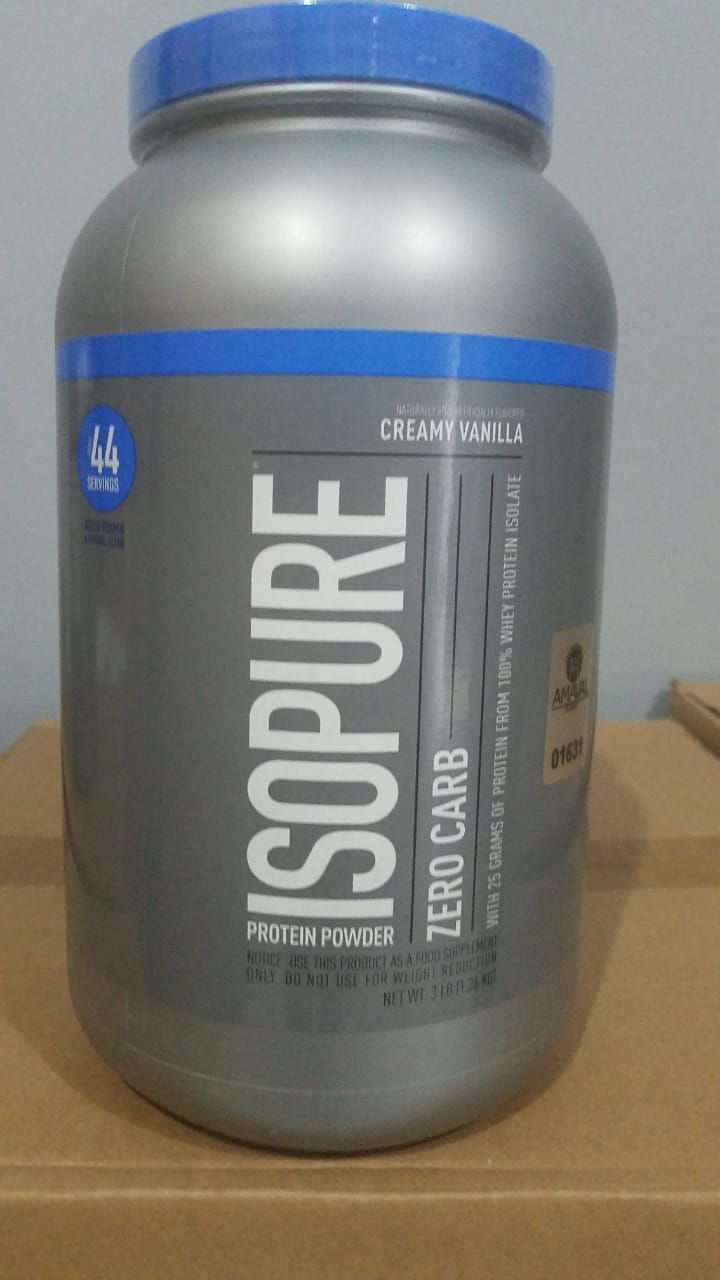 44
SERVINGS
NATURALLY AND ARTIFICIALLY FLAVORED
CREAMY VANILLA
ISOPURE
PROTEIN POWDER
ZERO CARB
WITH 25 GRAMS OF PROTEIN FROM 100% WHEY PROTEIN ISOLATE
NOTICE: USE THIS PRODUCT AS A FOOD SUPPLEMENT
ONLY. DO NOT USE FOR WEIGHT REDUCTION
NET WT. 3 LB (1.36 KG)
01631